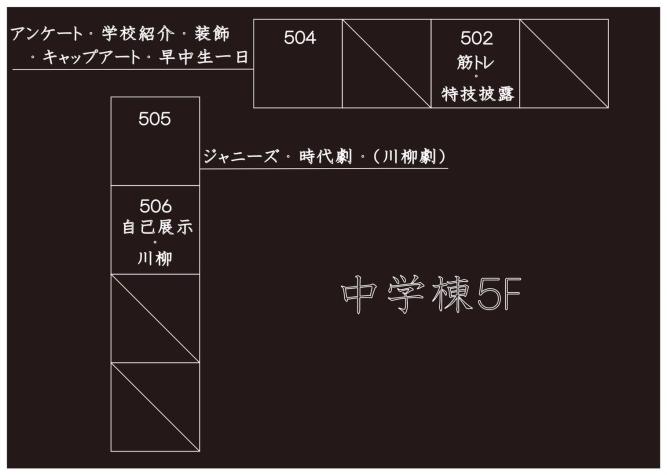 アンケート・学校紹介・装飾
・キャップアート・早中生一日
504
502
筋トレ
・
特技披露
505
ジャニーズ・時代劇・(川柳劇)
506
自己展示
・
川柳
中学棟5F